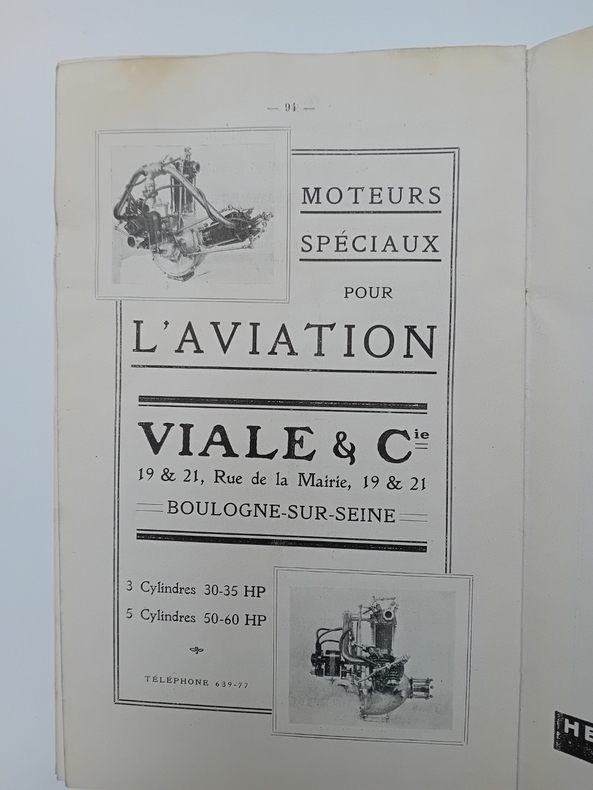 — 94 —
MOTEURS
SPÉCIAUX
POUR
L'AVIATION
VIALE & Cie
19 & 21, Rue de la Mairie, 19 & 21
BOULOGNE-SUR-SEINE
3 Cylindres 30-35 HP
5 Cylindres 50-60 HP
TÉLÉPHONE 639-77
HE